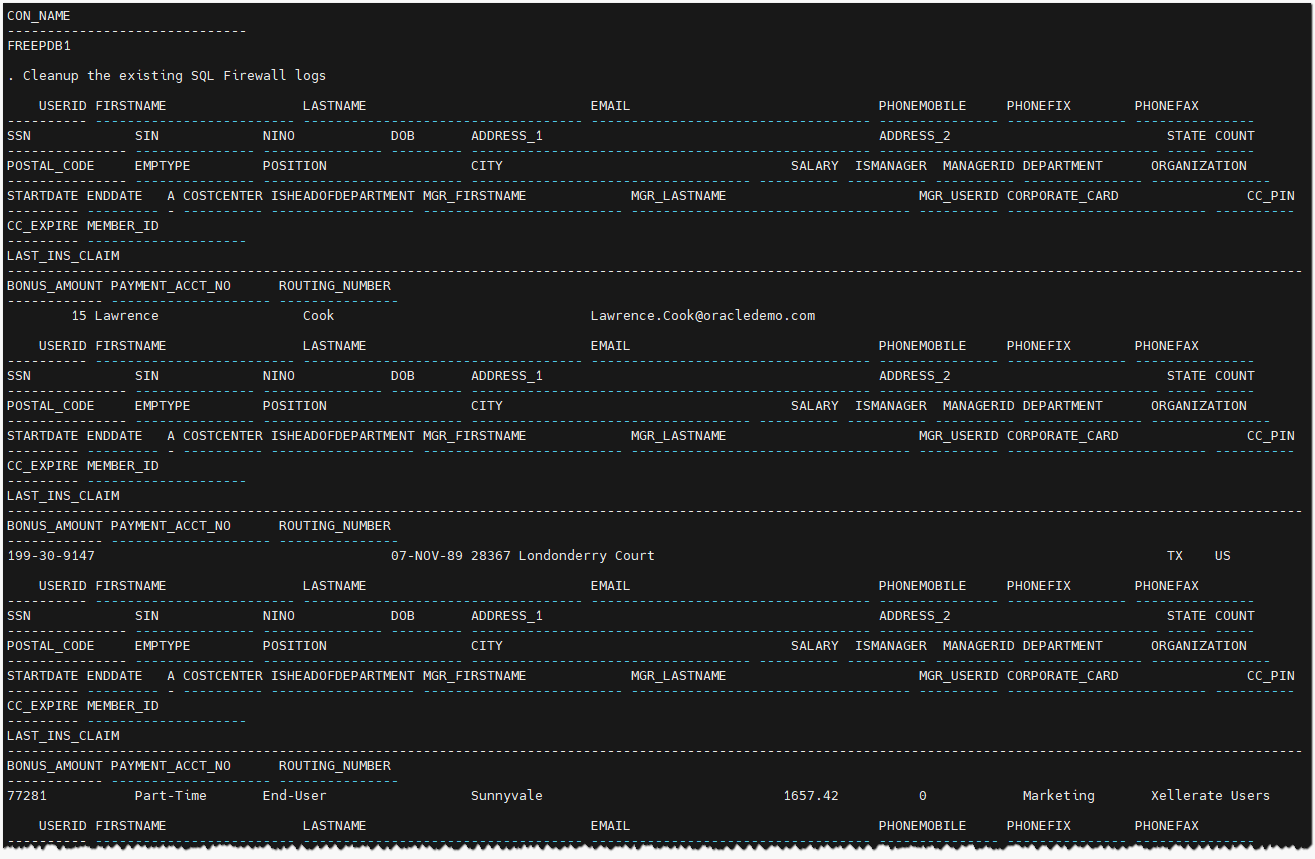 CON_NAME
------------------------------
FREEPDB1
. Cleanup the existing SQL Firewall logs
    USERID FIRSTNAME                 LASTNAME                            EMAIL                               PHONEMOBILE     PHONEFIX        PHONEFAX
---------- ------------------------- ----------------------------------- ----------------------------------- --------------- --------------- ---------------
SSN             SIN             NINO            DOB       ADDRESS_1                                          ADDRESS_2                           STATE COUNT
--------------- --------------- --------------- --------- -------------------------------------------------- ----------------------------------- ----- -----
POSTAL_CODE     EMPTYPE         POSITION                  CITY                                    SALARY  ISMANAGER  MANAGERID DEPARTMENT      ORGANIZATION
--------------- --------------- ------------------------- ----------------------------------- ---------- ---------- ---------- --------------- ---------------
STARTDATE ENDDATE   A COSTCENTER ISHEADOFDEPARTMENT MGR_FIRSTNAME             MGR_LASTNAME                        MGR_USERID CORPORATE_CARD                CC_PIN
--------- --------- - ---------- ------------------ ------------------------- ----------------------------------- ---------- ------------------------- ----------
CC_EXPIRE MEMBER_ID
--------- --------------------
LAST_INS_CLAIM
------------------------------------------------------------------------------------------------------------------------------------------------------------------
BONUS_AMOUNT PAYMENT_ACCT_NO      ROUTING_NUMBER
------------ -------------------- ---------------
        15 Lawrence                  Cook                                Lawrence.Cook@oracledemo.com
    USERID FIRSTNAME                 LASTNAME                            EMAIL                               PHONEMOBILE     PHONEFIX        PHONEFAX
---------- ------------------------- ----------------------------------- ----------------------------------- --------------- --------------- ---------------
SSN             SIN             NINO            DOB       ADDRESS_1                                          ADDRESS_2                           STATE COUNT
--------------- --------------- --------------- --------- -------------------------------------------------- ----------------------------------- ----- -----
POSTAL_CODE     EMPTYPE         POSITION                  CITY                                    SALARY  ISMANAGER  MANAGERID DEPARTMENT      ORGANIZATION
--------------- --------------- ------------------------- ----------------------------------- ---------- ---------- ---------- --------------- ---------------
STARTDATE ENDDATE   A COSTCENTER ISHEADOFDEPARTMENT MGR_FIRSTNAME             MGR_LASTNAME                        MGR_USERID CORPORATE_CARD                CC_PIN
--------- --------- - ---------- ------------------ ------------------------- ----------------------------------- ---------- ------------------------- ----------
CC_EXPIRE MEMBER_ID
--------- --------------------
LAST_INS_CLAIM
------------------------------------------------------------------------------------------------------------------------------------------------------------------
BONUS_AMOUNT PAYMENT_ACCT_NO      ROUTING_NUMBER
------------ -------------------- ---------------
199-30-9147                                     07-NOV-89 28367 Londonderry Court                                                                TX    US
    USERID FIRSTNAME                 LASTNAME                            EMAIL                               PHONEMOBILE     PHONEFIX        PHONEFAX
---------- ------------------------- ----------------------------------- ----------------------------------- --------------- --------------- ---------------
SSN             SIN             NINO            DOB       ADDRESS_1                                          ADDRESS_2                           STATE COUNT
--------------- --------------- --------------- --------- -------------------------------------------------- ----------------------------------- ----- -----
POSTAL_CODE     EMPTYPE         POSITION                  CITY                                    SALARY  ISMANAGER  MANAGERID DEPARTMENT      ORGANIZATION
--------------- --------------- ------------------------- ----------------------------------- ---------- ---------- ---------- --------------- ---------------
STARTDATE ENDDATE   A COSTCENTER ISHEADOFDEPARTMENT MGR_FIRSTNAME             MGR_LASTNAME                        MGR_USERID CORPORATE_CARD                CC_PIN
--------- --------- - ---------- ------------------ ------------------------- ----------------------------------- ---------- ------------------------- ----------
CC_EXPIRE MEMBER_ID
--------- --------------------
LAST_INS_CLAIM
------------------------------------------------------------------------------------------------------------------------------------------------------------------
BONUS_AMOUNT PAYMENT_ACCT_NO      ROUTING_NUMBER
------------ -------------------- ---------------
77281           Part-Time       End-User                  Sunnyvale                              1657.42          0            Marketing       Xellerate Users
    USERID FIRSTNAME                 LASTNAME                            EMAIL                               PHONEMOBILE     PHONEFIX        PHONEFAX